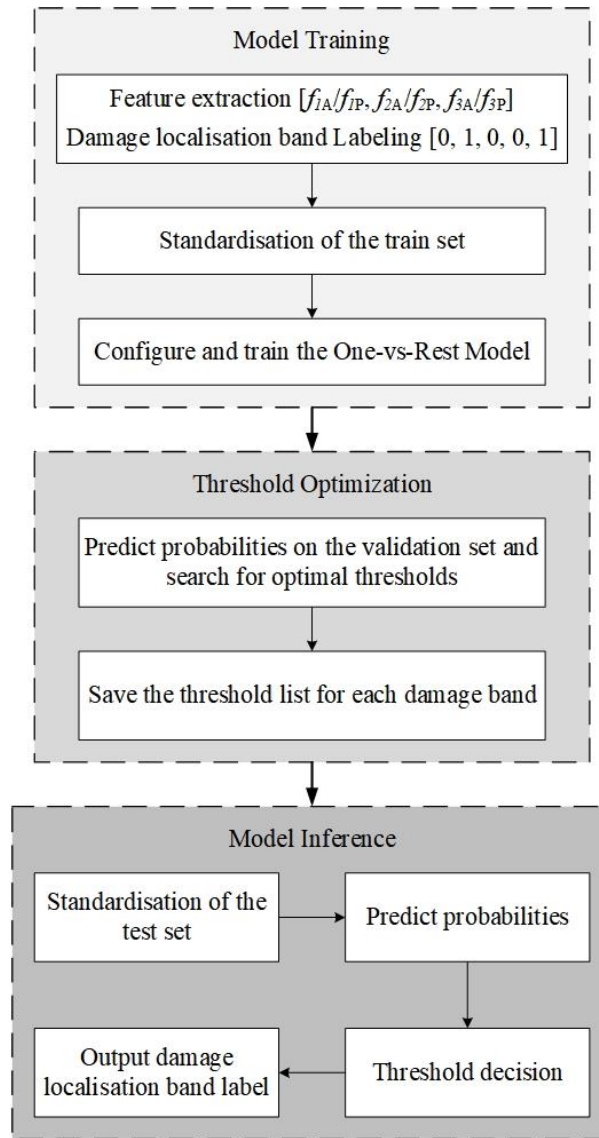 Model Training
Feature extraction [f1A/f1P, f2A/f2P, f3A/f3P]
Damage localisation band Labeling [0, 1, 0, 0, 1]
Standardisation of the train set
Configure and train the One-vs-Rest Model
Threshold Optimization
Predict probabilities on the validation set and
search for optimal thresholds
Save the threshold list for each damage band
Model Inference
Standardisation of the
test set
Predict probabilities
Threshold decision
Output damage
localisation band label